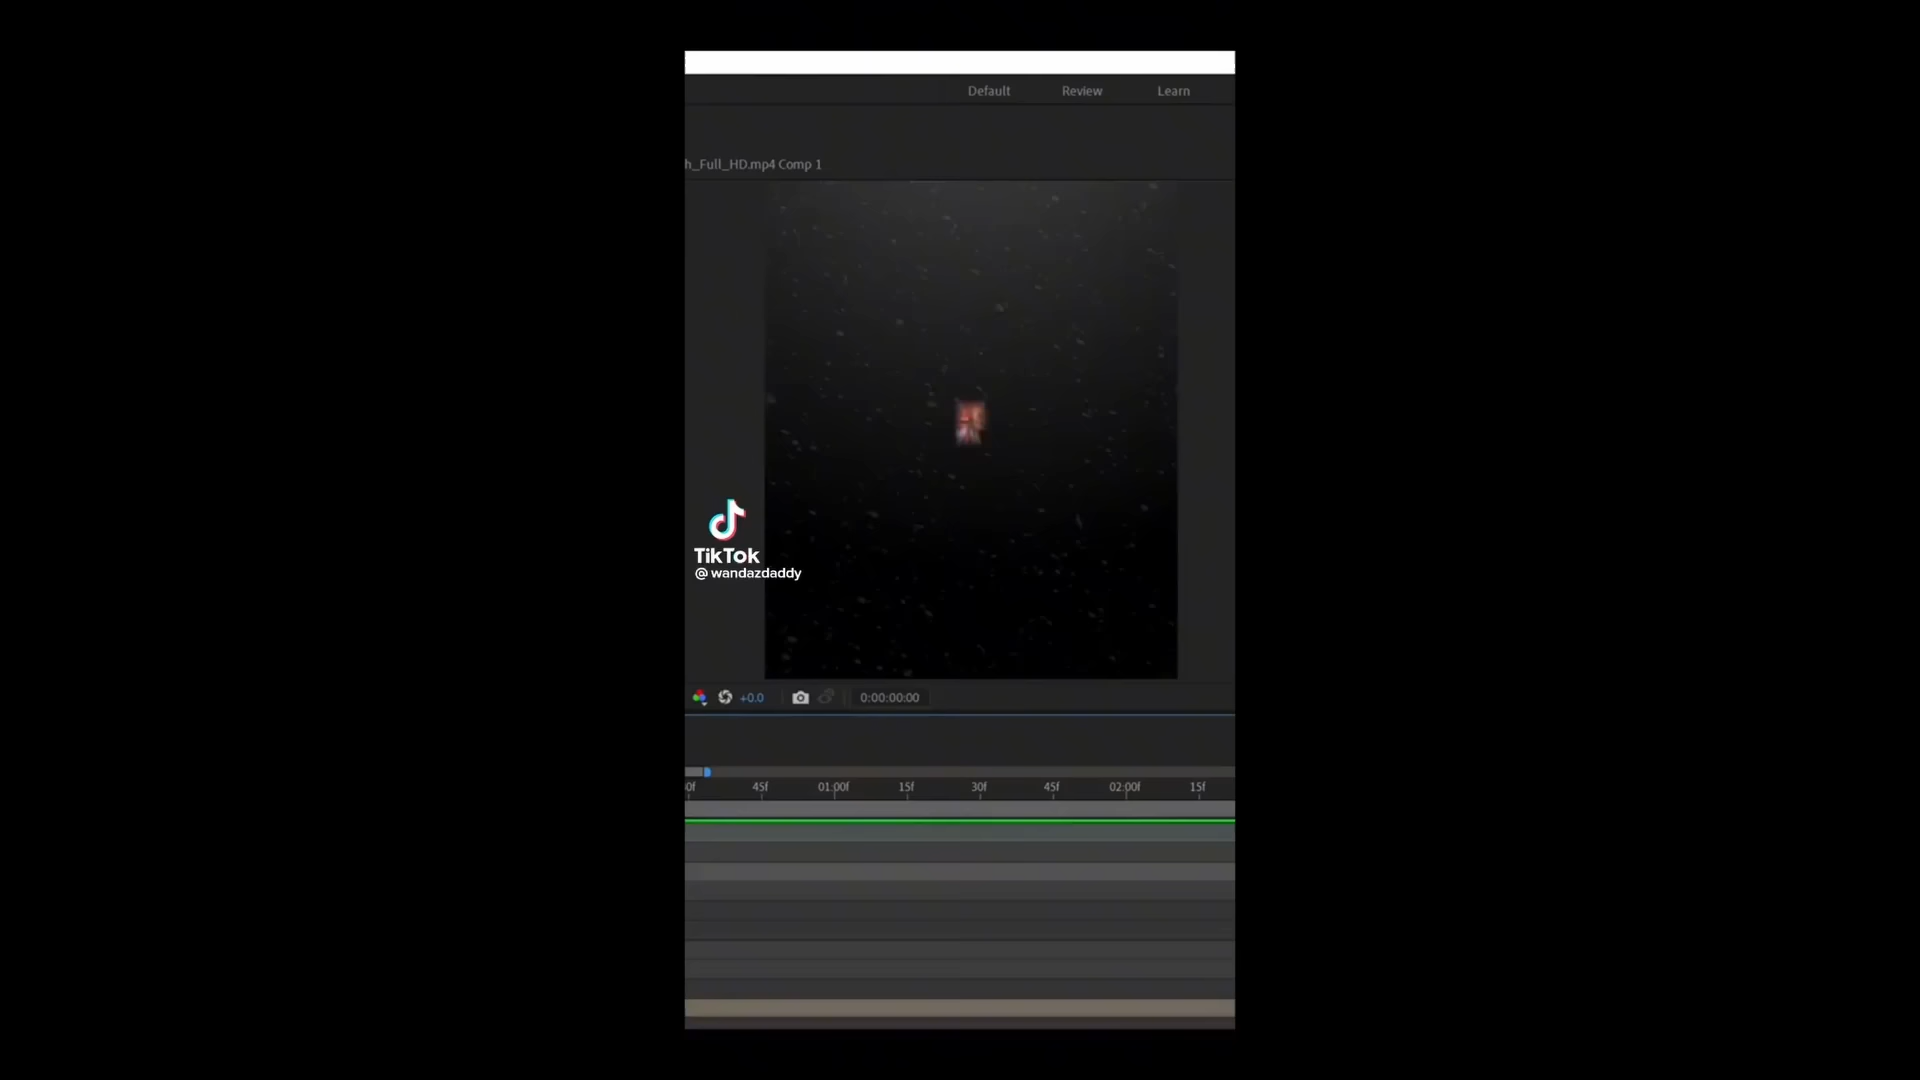 Default Review Learn
h_Full_HD.mp4 Comp 1
TikTok
@ wandazdaddy
+0.0 0:00:00:00
0f 45f 01:00f 15f 30f 45f 02:00f 15f